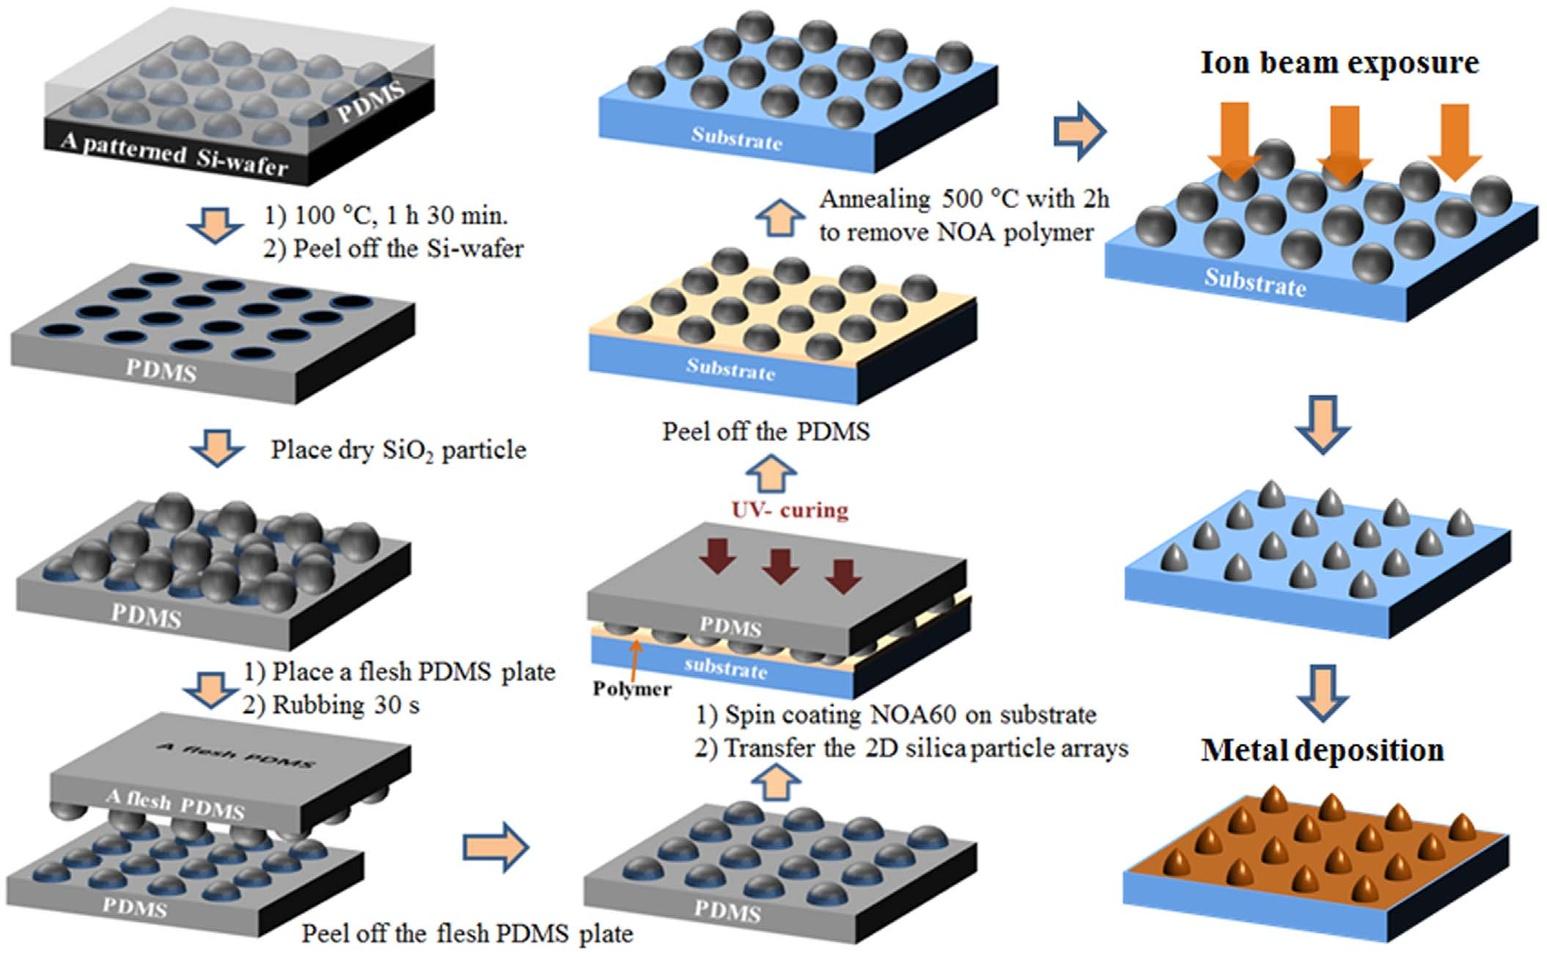 PDMS
A patterned Si-wafer
1) 100 °C, 1 h 30 min.
2) Peel off the Si-wafer
PDMS
Place dry SiO₂ particle
PDMS
1) Place a flesh PDMS plate
2) Rubbing 30 s
A flesh PDMS
A flesh PDMS
PDMS
Peel off the flesh PDMS plate
PDMS
1) Spin coating NOA60 on substrate
2) Transfer the 2D silica particle arrays
Polymer
substrate
PDMS
UV- curing
Peel off the PDMS
Substrate
Annealing 500 °C with 2h
to remove NOA polymer
Substrate
Ion beam exposure
Substrate
Metal deposition